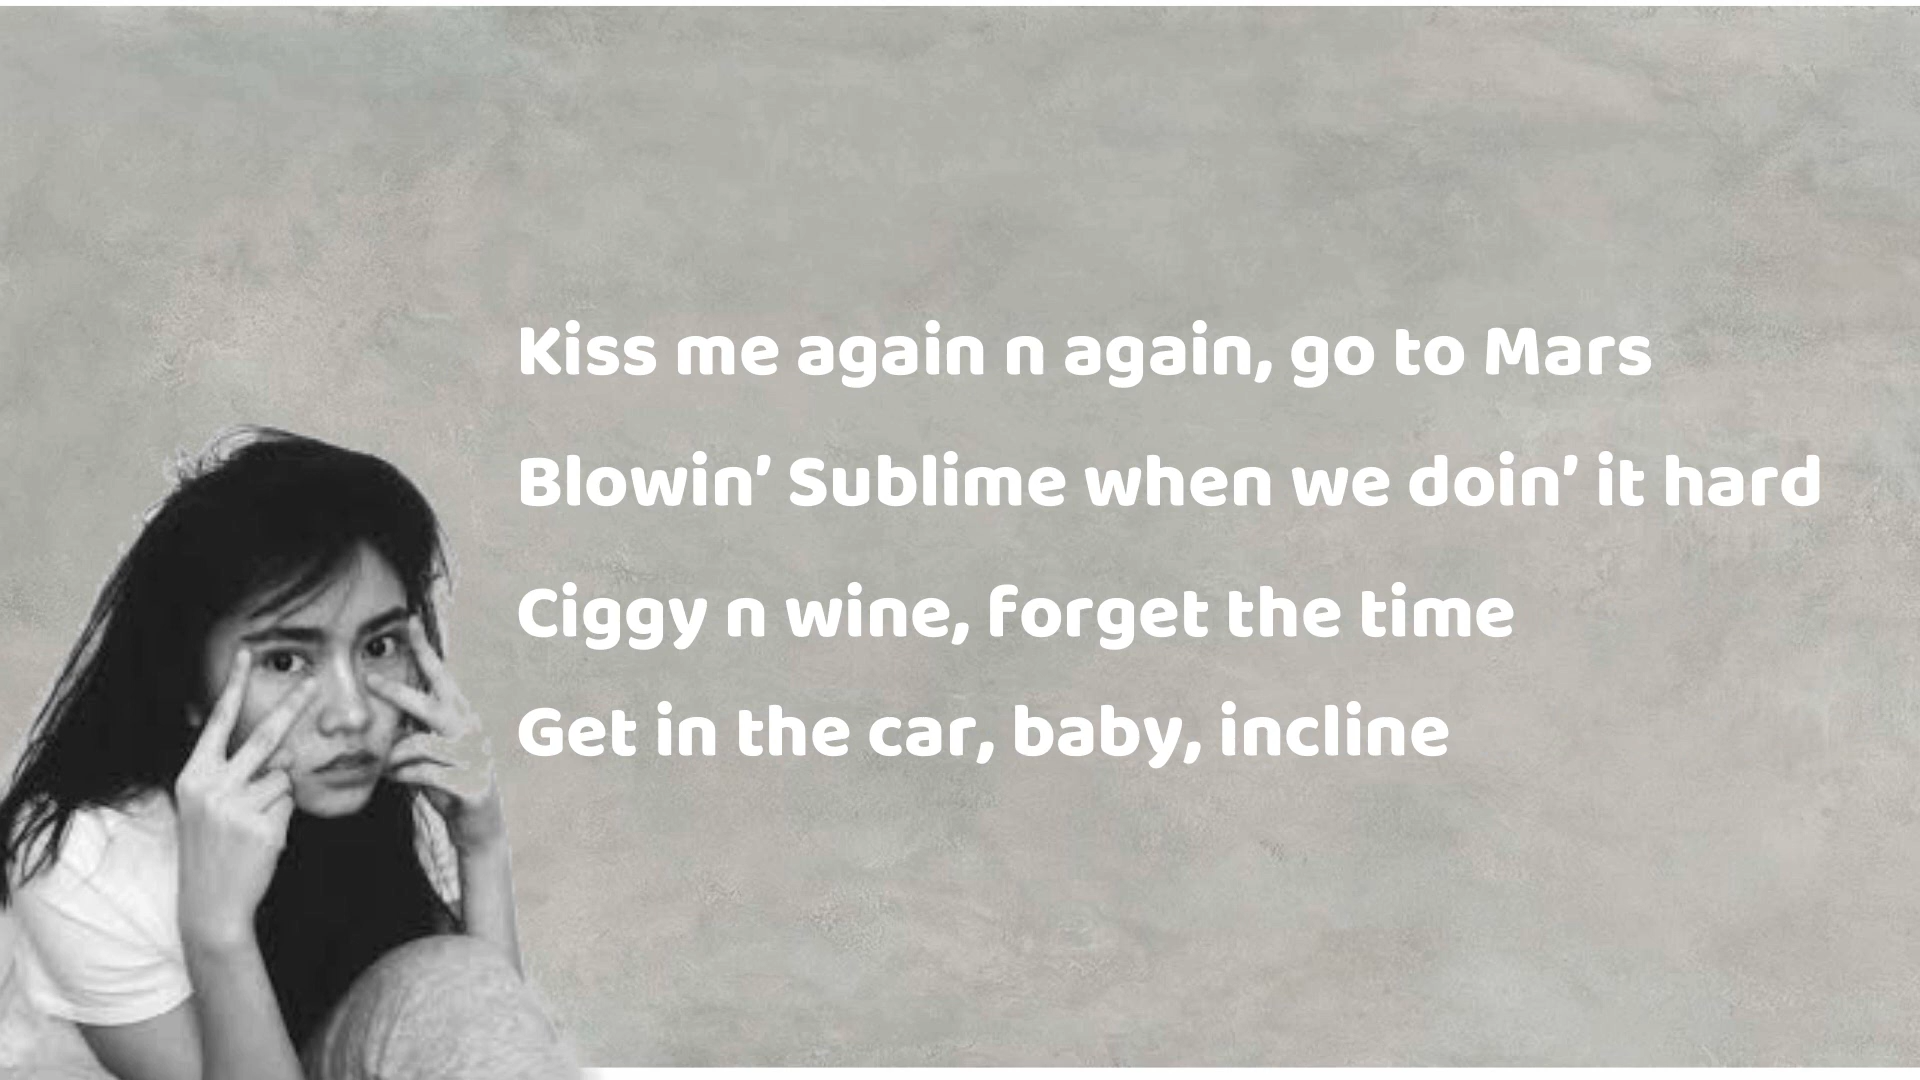 Kiss me again n again, go to Mars
Blowin’ Sublime when we doin’ it hard
Ciggy n wine, forget the time
Get in the car, baby, incline